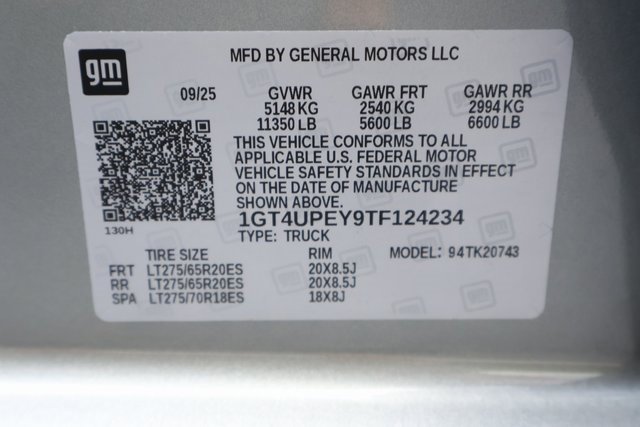 gm
MFD BY GENERAL MOTORS LLC
09/25 GVWR GAWR FRT GAWR RR
5148 KG 2540 KG 2994 KG
11350 LB 5600 LB 6600 LB
THIS VEHICLE CONFORMS TO ALL
APPLICABLE U.S. FEDERAL MOTOR
VEHICLE SAFETY STANDARDS IN EFFECT
ON THE DATE OF MANUFACTURE
SHOWN ABOVE.
130H
1GT4UPEY9TF124234
TYPE: TRUCK MODEL: 94TK20743
TIRE SIZE RIM
FRT LT275/65R20ES 20X8.5J
RR LT275/65R20ES 20X8.5J
SPA LT275/70R18ES 18X8J